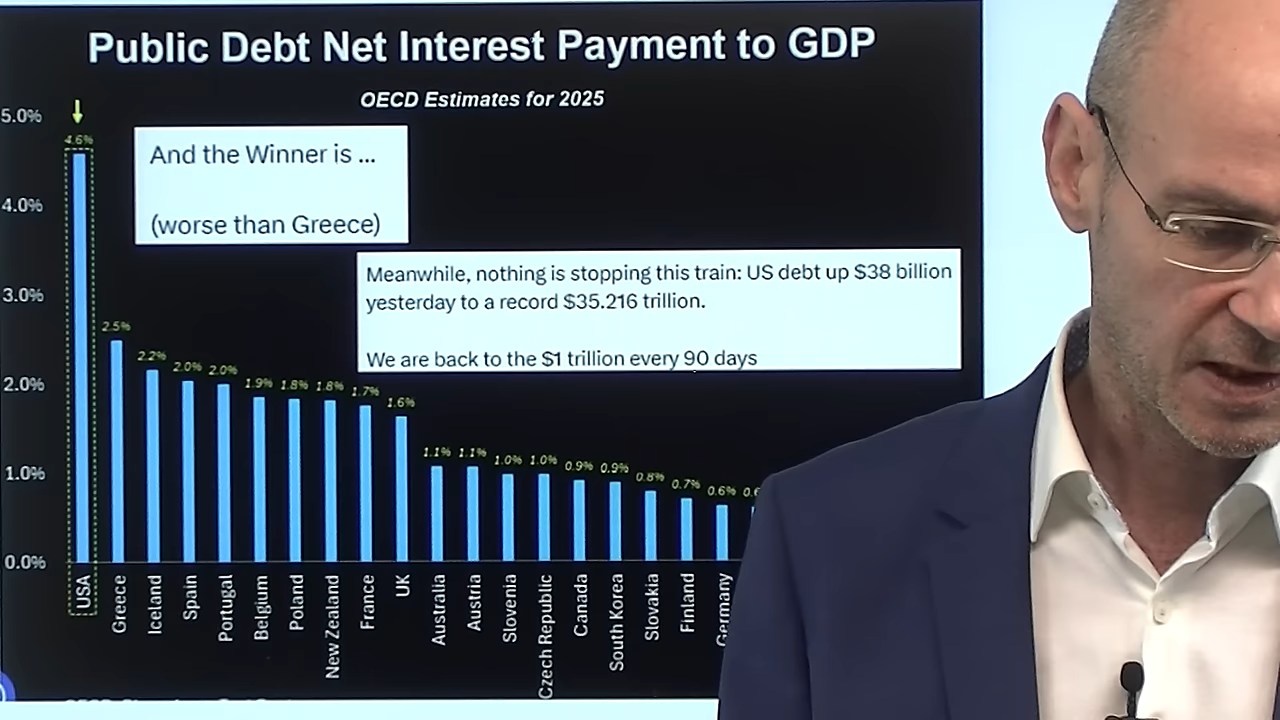 Public Debt Net Interest Payment to GDP
OECD Estimates for 2025
5.0%
4.0%
3.0%
2.0%
1.0%
0.0%
And the Winner is ...
(worse than Greece)
Meanwhile, nothing is stopping this train: US debt up $38 billion
yesterday to a record $35.216 trillion.
We are back to the $1 trillion every 90 days
4.6%
2.5%
2.2%
2.0%
2.0%
1.9%
1.8%
1.8%
1.7%
1.6%
1.1%
1.1%
1.0%
1.0%
0.9%
0.9%
0.8%
0.7%
0.6%
USA
Greece
Iceland
Spain
Portugal
Belgium
Poland
New Zealand
France
UK
Australia
Austria
Slovenia
Czech Republic
Canada
South Korea
Slovakia
Finland
Germany